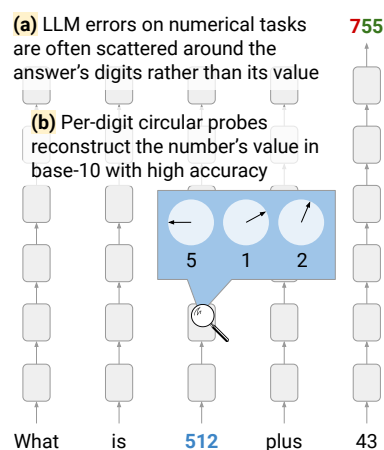 (a) LLM errors on numerical tasks
are often scattered around the
answer's digits rather than its value
755
(b) Per-digit circular probes
reconstruct the number's value in
base-10 with high accuracy
5 1 2
What is 512 plus 43